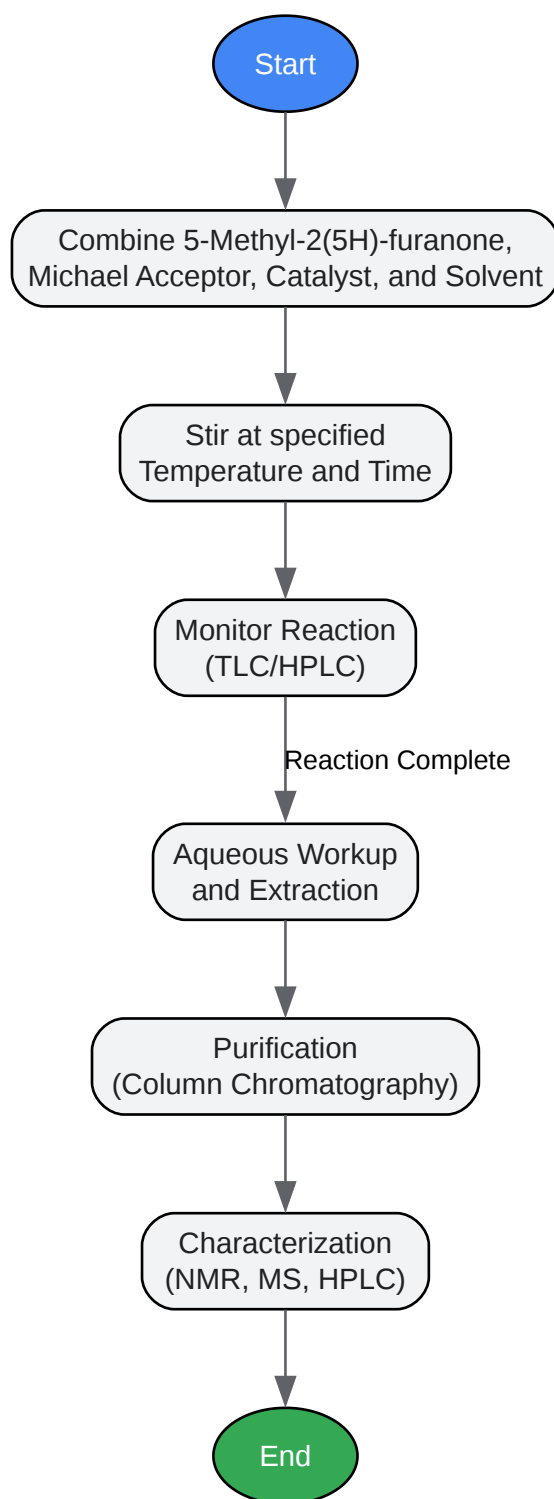 Start
Combine 5-Methyl-2(5H)-furanone,
Michael Acceptor, Catalyst, and Solvent
Stir at specified
Temperature and Time
Monitor Reaction
(TLC/HPLC)
Reaction Complete
Aqueous Workup
and Extraction
Purification
(Column Chromatography)
Characterization
(NMR, MS, HPLC)
End